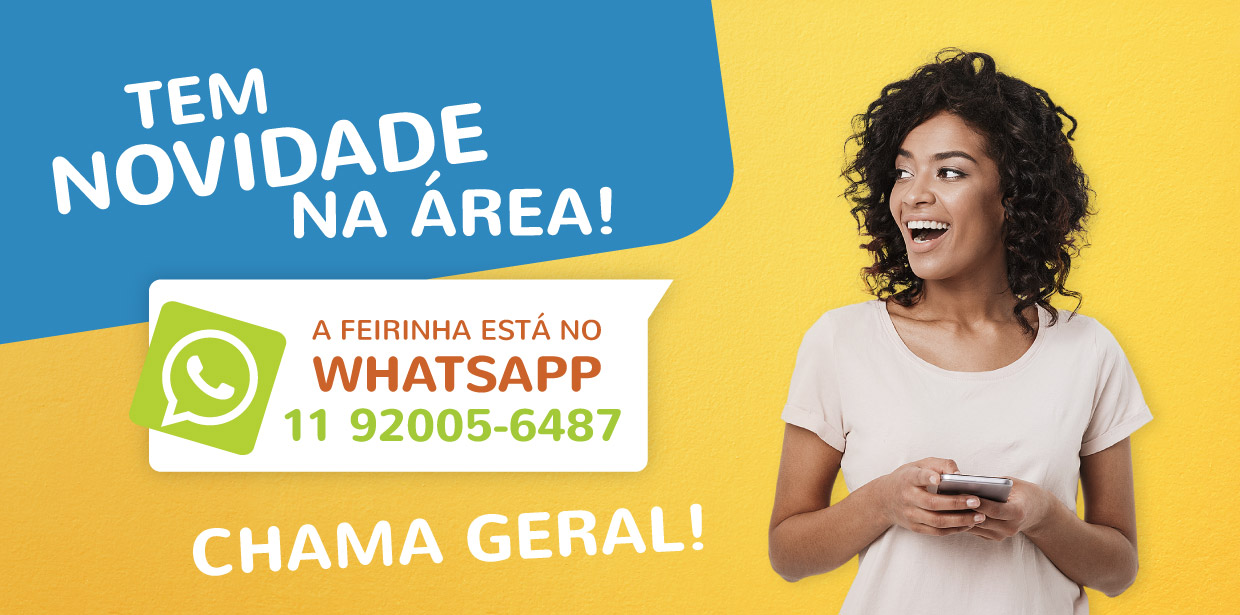 TEM
NOVIDADE
NA ÁREA!
A FEIRINHA ESTÁ NO
WHATSAPP
11 92005-6487
CHAMA GERAL!